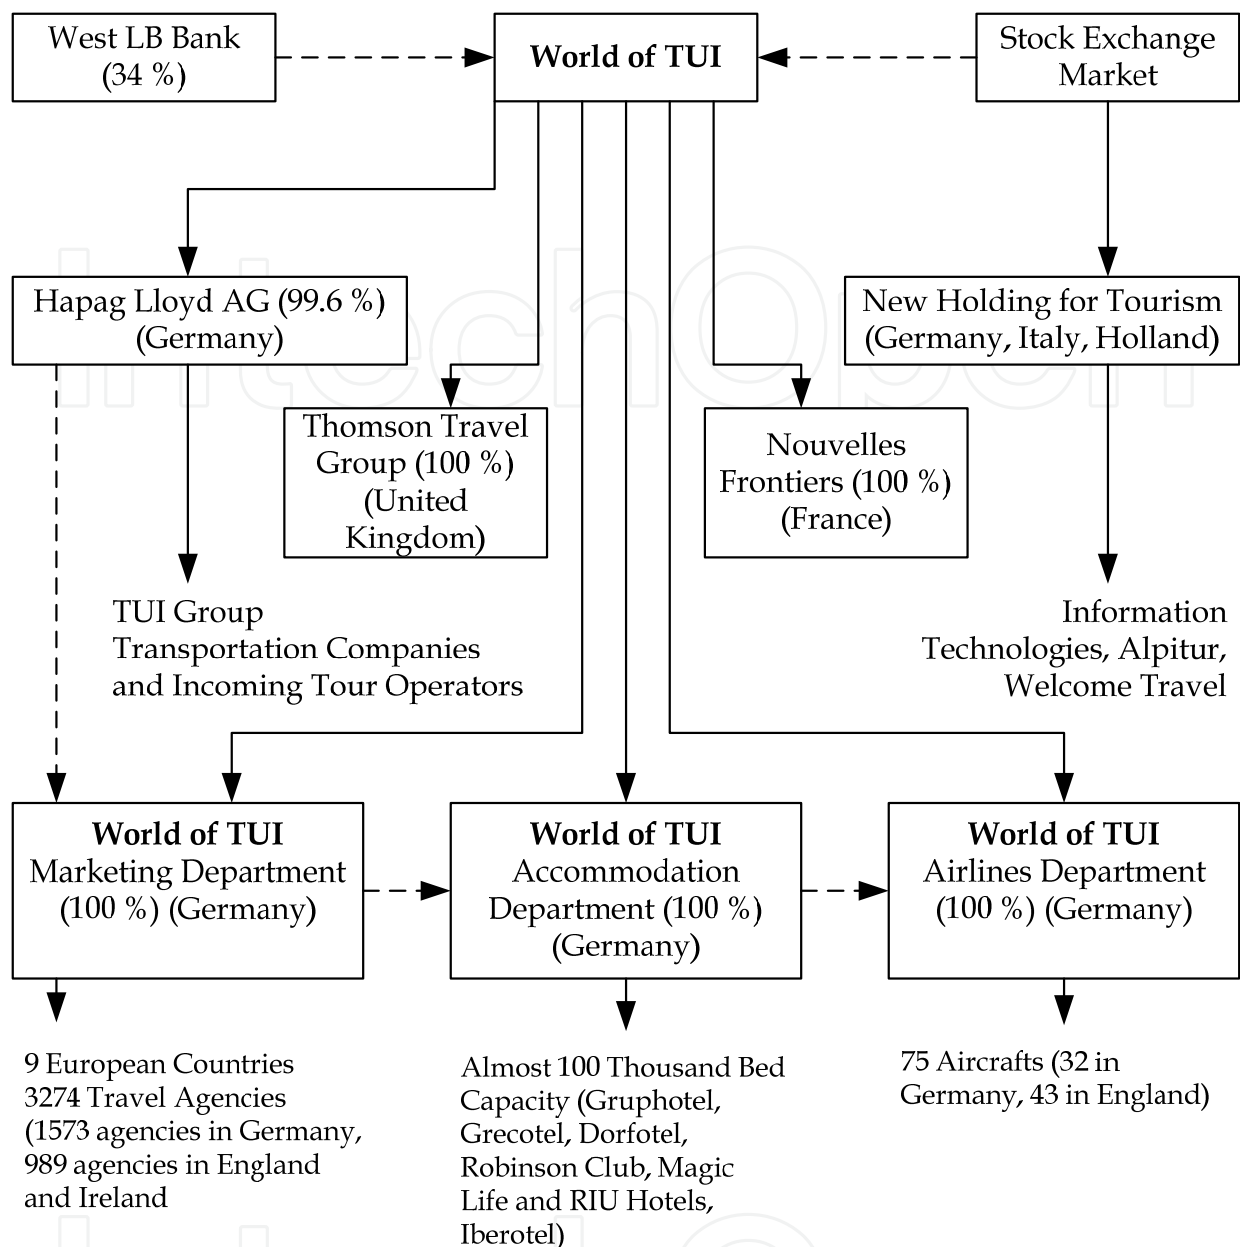 West LB Bank
(34 %)
World of TUI
Stock Exchange
Market
Hapag Lloyd AG (99.6 %)
(Germany)
New Holding for Tourism
(Germany, Italy, Holland)
Thomson Travel
Group (100 %)
(United
Kingdom)
Nouvelles
Frontiers (100 %)
(France)
TUI Group
Transportation Companies
and Incoming Tour Operators
Information
Technologies, Alpitur,
Welcome Travel
World of TUI
Marketing Department
(100 %) (Germany)
World of TUI
Accommodation
Department (100 %)
(Germany)
World of TUI
Airlines Department
(100 %) (Germany)
9 European Countries
3274 Travel Agencies
(1573 agencies in Germany,
989 agencies in England
and Ireland
Almost 100 Thousand Bed
Capacity (Gruphotel,
Grecotel, Dorfotel,
Robinson Club, Magic
Life and RIU Hotels,
Iberotel)
75 Aircrafts (32 in
Germany, 43 in England)
IntechOpen